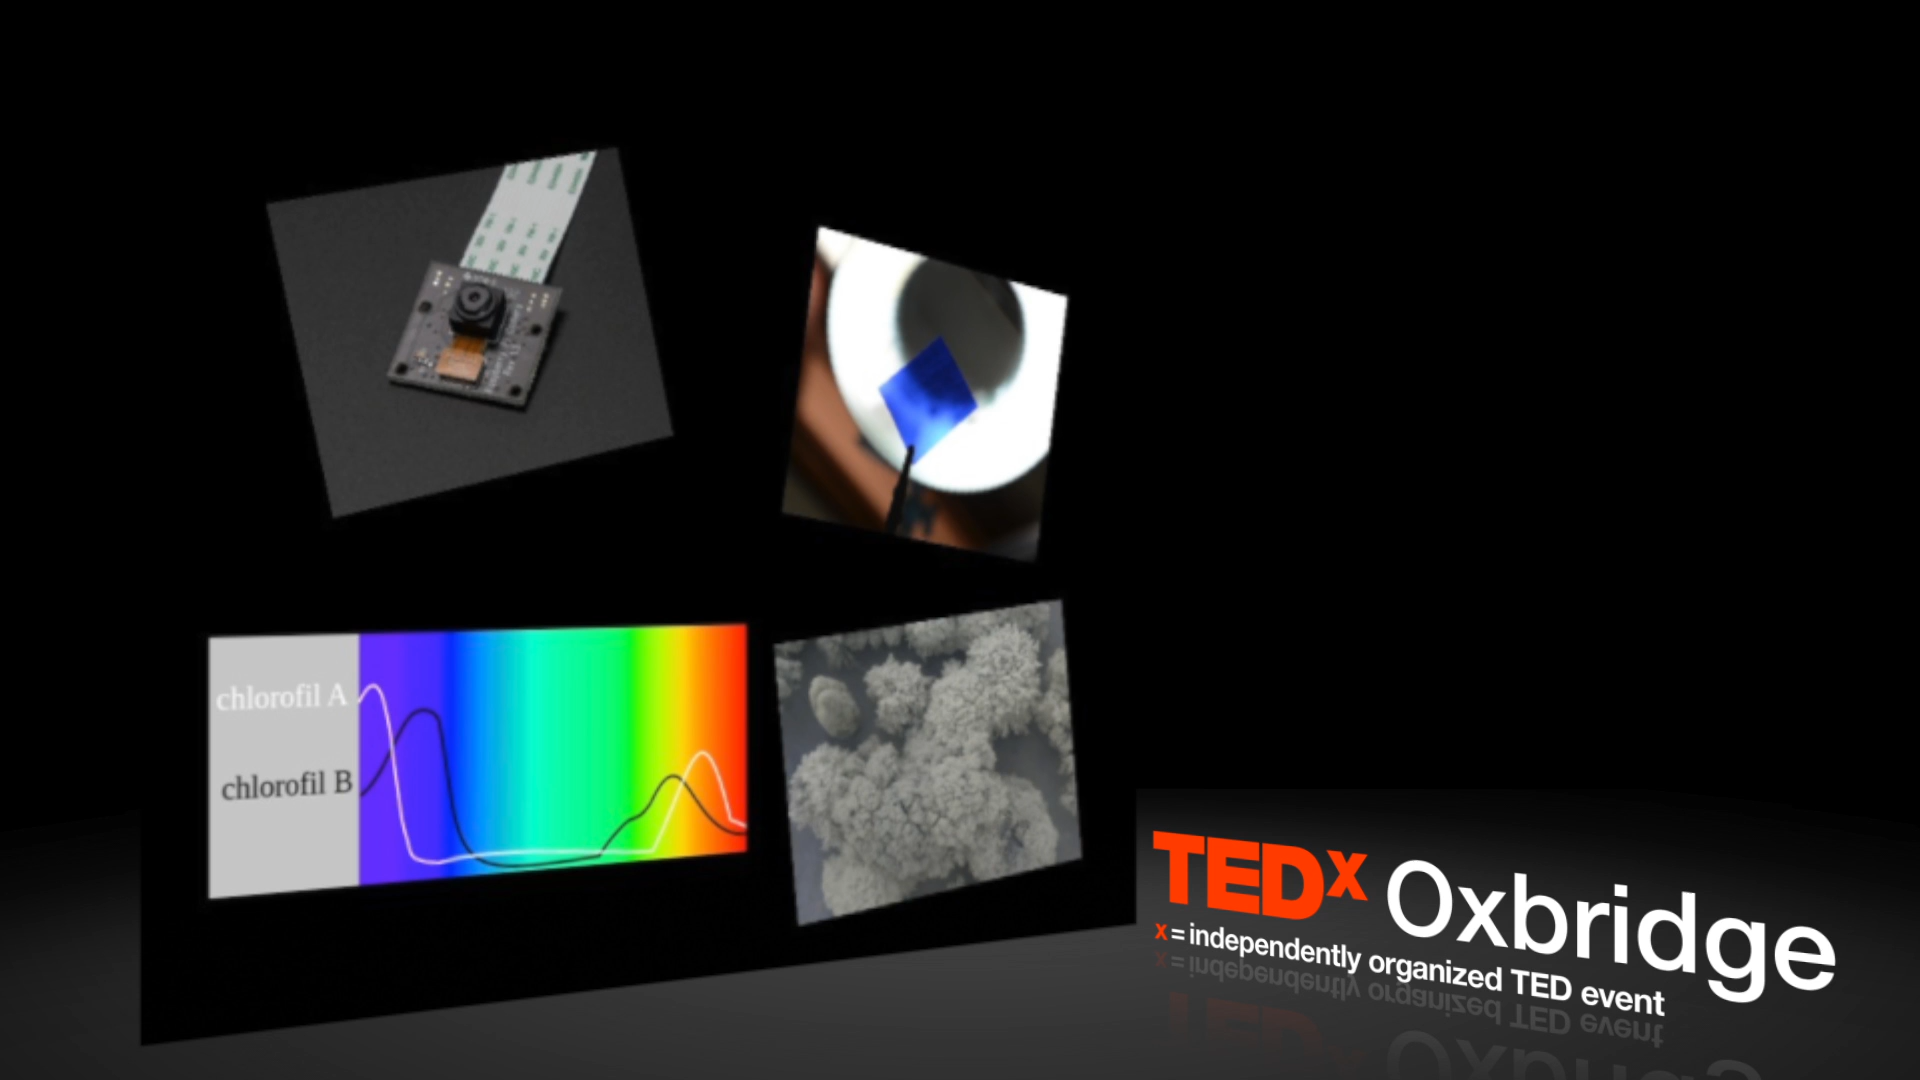 chlorofil A
chlorofil B
TEDx Oxbridge
x = independently organized TED event